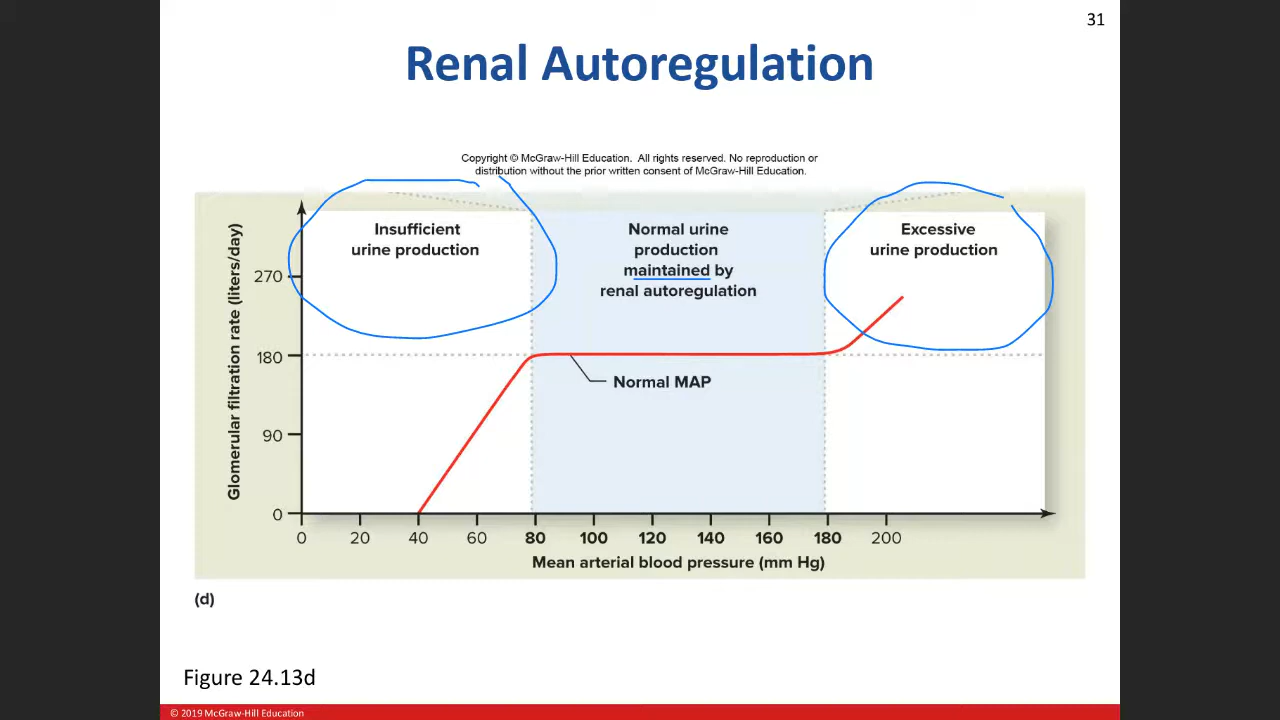 31
Renal Autoregulation
Copyright © McGraw-Hill Education. All rights reserved. No reproduction or
distribution without the prior written consent of McGraw-Hill Education.
Insufficient
urine production
Normal urine
production
maintained by
renal autoregulation
Excessive
urine production
Glomerular filtration rate (liters/day)
270
180
90
0
Normal MAP
0 20 40 60 80 100 120 140 160 180 200
Mean arterial blood pressure (mm Hg)
(d)
Figure 24.13d
© 2019 McGraw-Hill Education